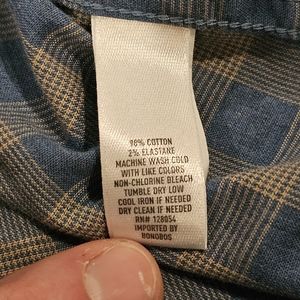 98% COTTON
2% ELASTANE
MACHINE WASH COLD
WITH LIKE COLORS
NON-CHLORINE BLEACH
TUMBLE DRY LOW
COOL IRON IF NEEDED
DRY CLEAN IF NEEDED
RN# 128054
IMPORTED BY
BONOBOS